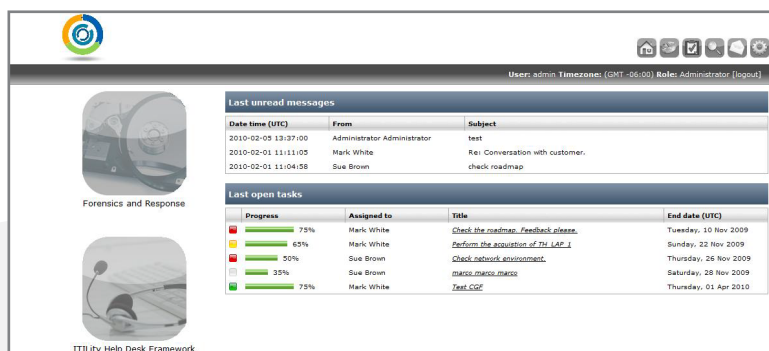 User: admin Timezone: (GMT -06:00) Role: Administrator [logout]
Last unread messages
Date time (UTC) From Subject
2010-02-05 13:37:00 Administrator Administrator test
2010-02-01 11:11:05 Mark White Re: Conversation with customer.
2010-02-01 11:04:58 Sue Brown check roadmap
Forensics and Response
Last open tasks
Progress Assigned to Title End date (UTC)
75% Mark White Check the roadmap. Feedback please. Tuesday, 10 Nov 2009
65% Mark White Perform the acquistion of TH_LAP_1 Sunday, 22 Nov 2009
50% Sue Brown Check network environment. Thursday, 26 Nov 2009
35% Sue Brown marco marco marco Saturday, 28 Nov 2009
75% Mark White Test CGF Thursday, 01 Apr 2010
ITILity Help Desk Framework